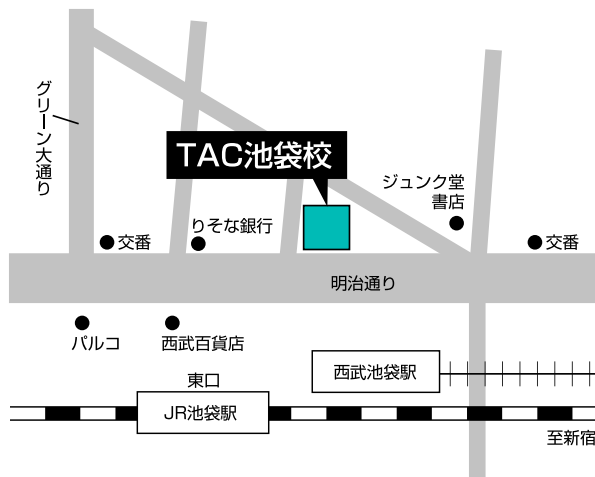 グリーン大通り
TAC池袋校
ジュンク堂
書店
交番
りそな銀行
交番
明治通り
パルコ
西武百貨店
西武池袋駅
東口
JR池袋駅
至新宿